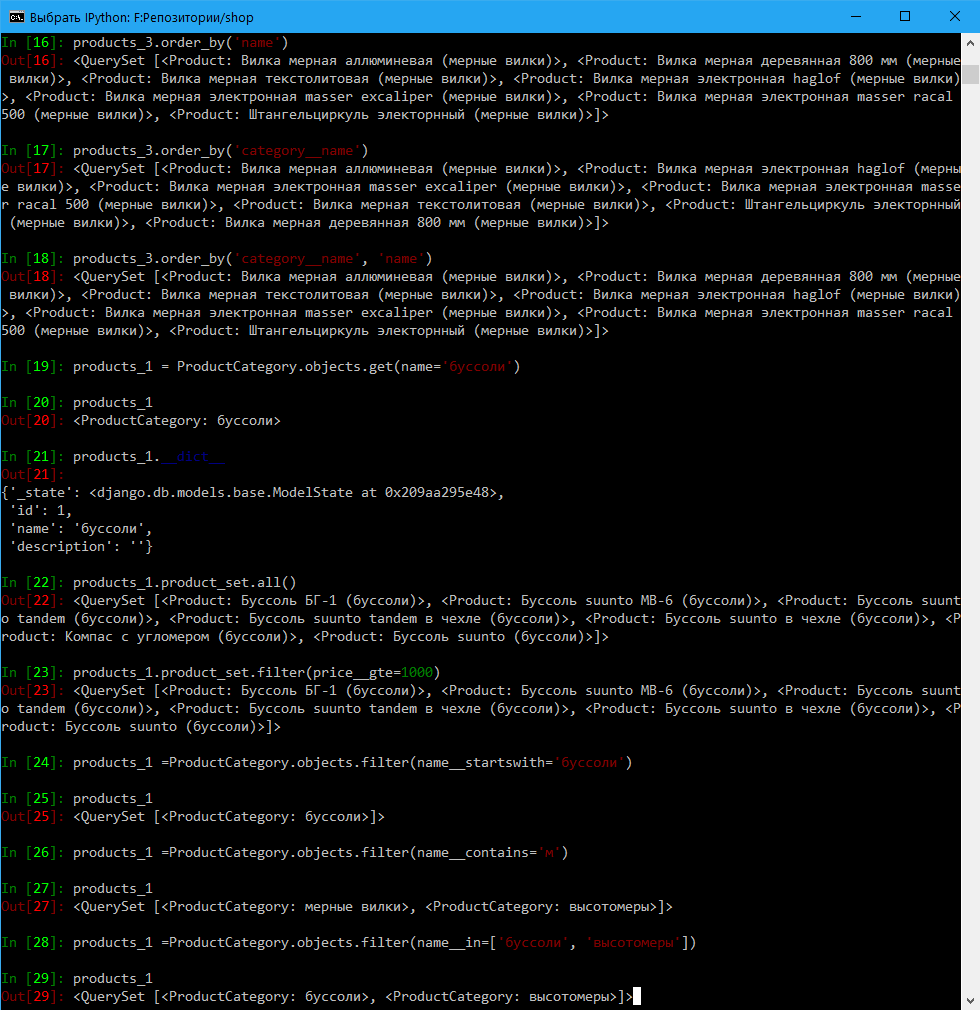 Выбрать IPython: F:Репозитории/shop
In [16]: products_3.order_by('name')
Out[16]: <QuerySet [<Product: Вилка мерная аллюминевая (мерные вилки)>, <Product: Вилка мерная деревянная 800 мм (мерные
 вилки)>, <Product: Вилка мерная текстолитовая (мерные вилки)>, <Product: Вилка мерная электронная haglof (мерные вилки)
>, <Product: Вилка мерная электронная masser excaliper (мерные вилки)>, <Product: Вилка мерная электронная masser racal
500 (мерные вилки)>, <Product: Штангельциркуль электорнный (мерные вилки)>]>
In [17]: products_3.order_by('category__name')
Out[17]: <QuerySet [<Product: Вилка мерная аллюминевая (мерные вилки)>, <Product: Вилка мерная электронная haglof (мерны
е вилки)>, <Product: Вилка мерная электронная masser excaliper (мерные вилки)>, <Product: Вилка мерная электронная masse
r racal 500 (мерные вилки)>, <Product: Вилка мерная текстолитовая (мерные вилки)>, <Product: Штангельциркуль электорнный
 (мерные вилки)>, <Product: Вилка мерная деревянная 800 мм (мерные вилки)>]>
In [18]: products_3.order_by('category__name', 'name')
Out[18]: <QuerySet [<Product: Вилка мерная аллюминевая (мерные вилки)>, <Product: Вилка мерная деревянная 800 мм (мерные
 вилки)>, <Product: Вилка мерная текстолитовая (мерные вилки)>, <Product: Вилка мерная электронная haglof (мерные вилки)
>, <Product: Вилка мерная электронная masser excaliper (мерные вилки)>, <Product: Вилка мерная электронная masser racal
500 (мерные вилки)>, <Product: Штангельциркуль электорнный (мерные вилки)>]>
In [19]: products_1 = ProductCategory.objects.get(name='буссоли')
In [20]: products_1
Out[20]: <ProductCategory: буссоли>
In [21]: products_1.__dict__
Out[21]:
{'_state': <django.db.models.base.ModelState at 0x209aa295e48>,
 'id': 1,
 'name': 'буссоли',
 'description': ''}
In [22]: products_1.product_set.all()
Out[22]: <QuerySet [<Product: Буссоль БГ-1 (буссоли)>, <Product: Буссоль suunto МВ-6 (буссоли)>, <Product: Буссоль suunt
o tandem (буссоли)>, <Product: Буссоль suunto tandem в чехле (буссоли)>, <Product: Буссоль suunto в чехле (буссоли)>, <P
roduct: Компас с угломером (буссоли)>, <Product: Буссоль suunto (буссоли)>]>
In [23]: products_1.product_set.filter(price__gte=1000)
Out[23]: <QuerySet [<Product: Буссоль БГ-1 (буссоли)>, <Product: Буссоль suunto МВ-6 (буссоли)>, <Product: Буссоль suunt
o tandem (буссоли)>, <Product: Буссоль suunto tandem в чехле (буссоли)>, <Product: Буссоль suunto в чехле (буссоли)>, <P
roduct: Буссоль suunto (буссоли)>]>
In [24]: products_1 =ProductCategory.objects.filter(name__startswith='буссоли')
In [25]: products_1
Out[25]: <QuerySet [<ProductCategory: буссоли>]>
In [26]: products_1 =ProductCategory.objects.filter(name__contains='м')
In [27]: products_1
Out[27]: <QuerySet [<ProductCategory: мерные вилки>, <ProductCategory: высотомеры>]>
In [28]: products_1 =ProductCategory.objects.filter(name__in=['буссоли', 'высотомеры'])
In [29]: products_1
Out[29]: <QuerySet [<ProductCategory: буссоли>, <ProductCategory: высотомеры>]>